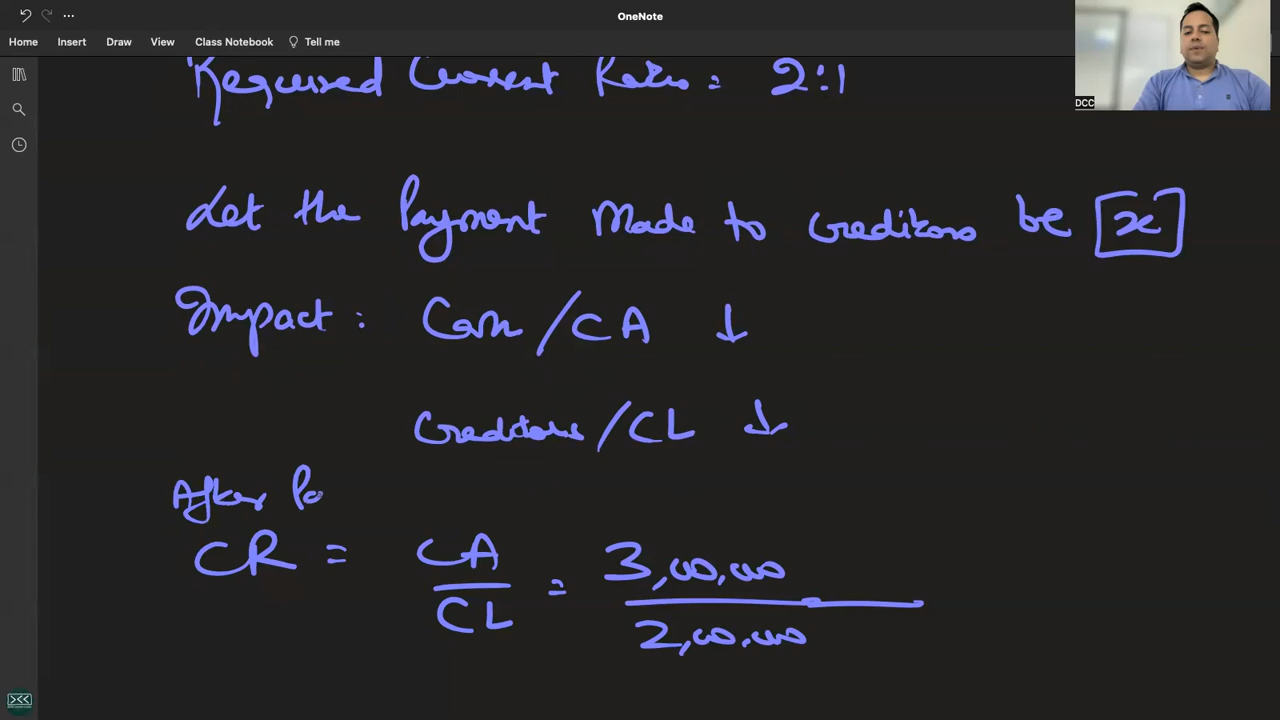 OneNote
Home Insert Draw View Class Notebook Tell me
DCC
Required Current Ratio = 2:1
Let the Payment Made to creditors be [x]
Impact : Cash / CA ↓
Creditors / CL ↓
After Pa
CR = CA / CL = 3,00,000 / 2,00,000
DCC